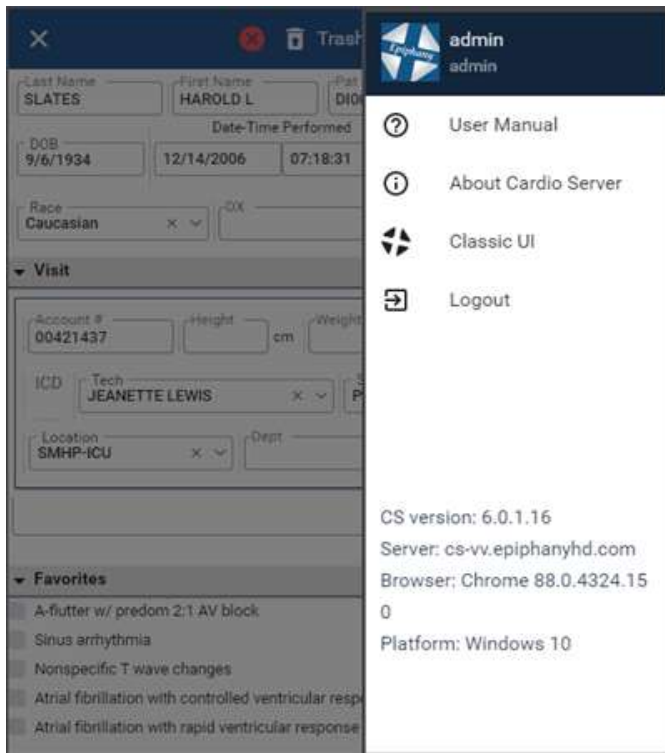 Trash
Last Name
SLATES
First Name
HAROLD L
Pat
DOB
9/6/1934
Date-Time Performed
12/14/2006
07:18:31
Race
Caucasian
DX
Visit
Account #
00421437
Height
cm
Weight
ICD
Tech
JEANETTE LEWIS
Location
SMHP-ICU
Dept
Favorites
A-flutter w/ predom 2:1 AV block
Sinus arrhythmia
Nonspecific T wave changes
Atrial fibrillation with controlled ventricular resp
Atrial fibrillation with rapid ventricular response
Epiphany
admin
admin
User Manual
About Cardio Server
Classic UI
Logout
CS version: 6.0.1.16
Server: cs-vv.epiphanyhd.com
Browser: Chrome 88.0.4324.15
0
Platform: Windows 10